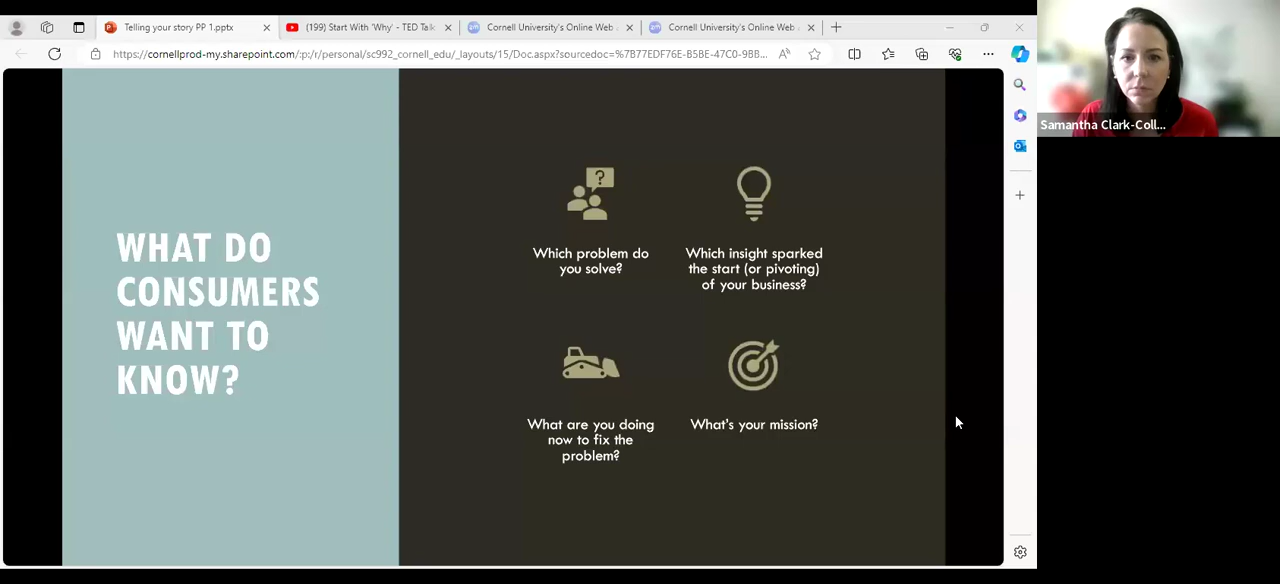 Telling your story PP 1.pptx
(199) Start With 'Why' - TED Talk
Cornell University's Online Web
Cornell University's Online Web
https://cornellprod-my.sharepoint.com/:p:/r/personal/sc992_cornell_edu/_layouts/15/Doc.aspx?sourcedoc=%7B77EDF76E-B5BE-47C0-9BB...
Samantha Clark-Coll...
WHAT DO
CONSUMERS
WANT TO
KNOW?
?
Which problem do
you solve?
Which insight sparked
the start (or pivoting)
of your business?
What are you doing
now to fix the
problem?
What's your mission?